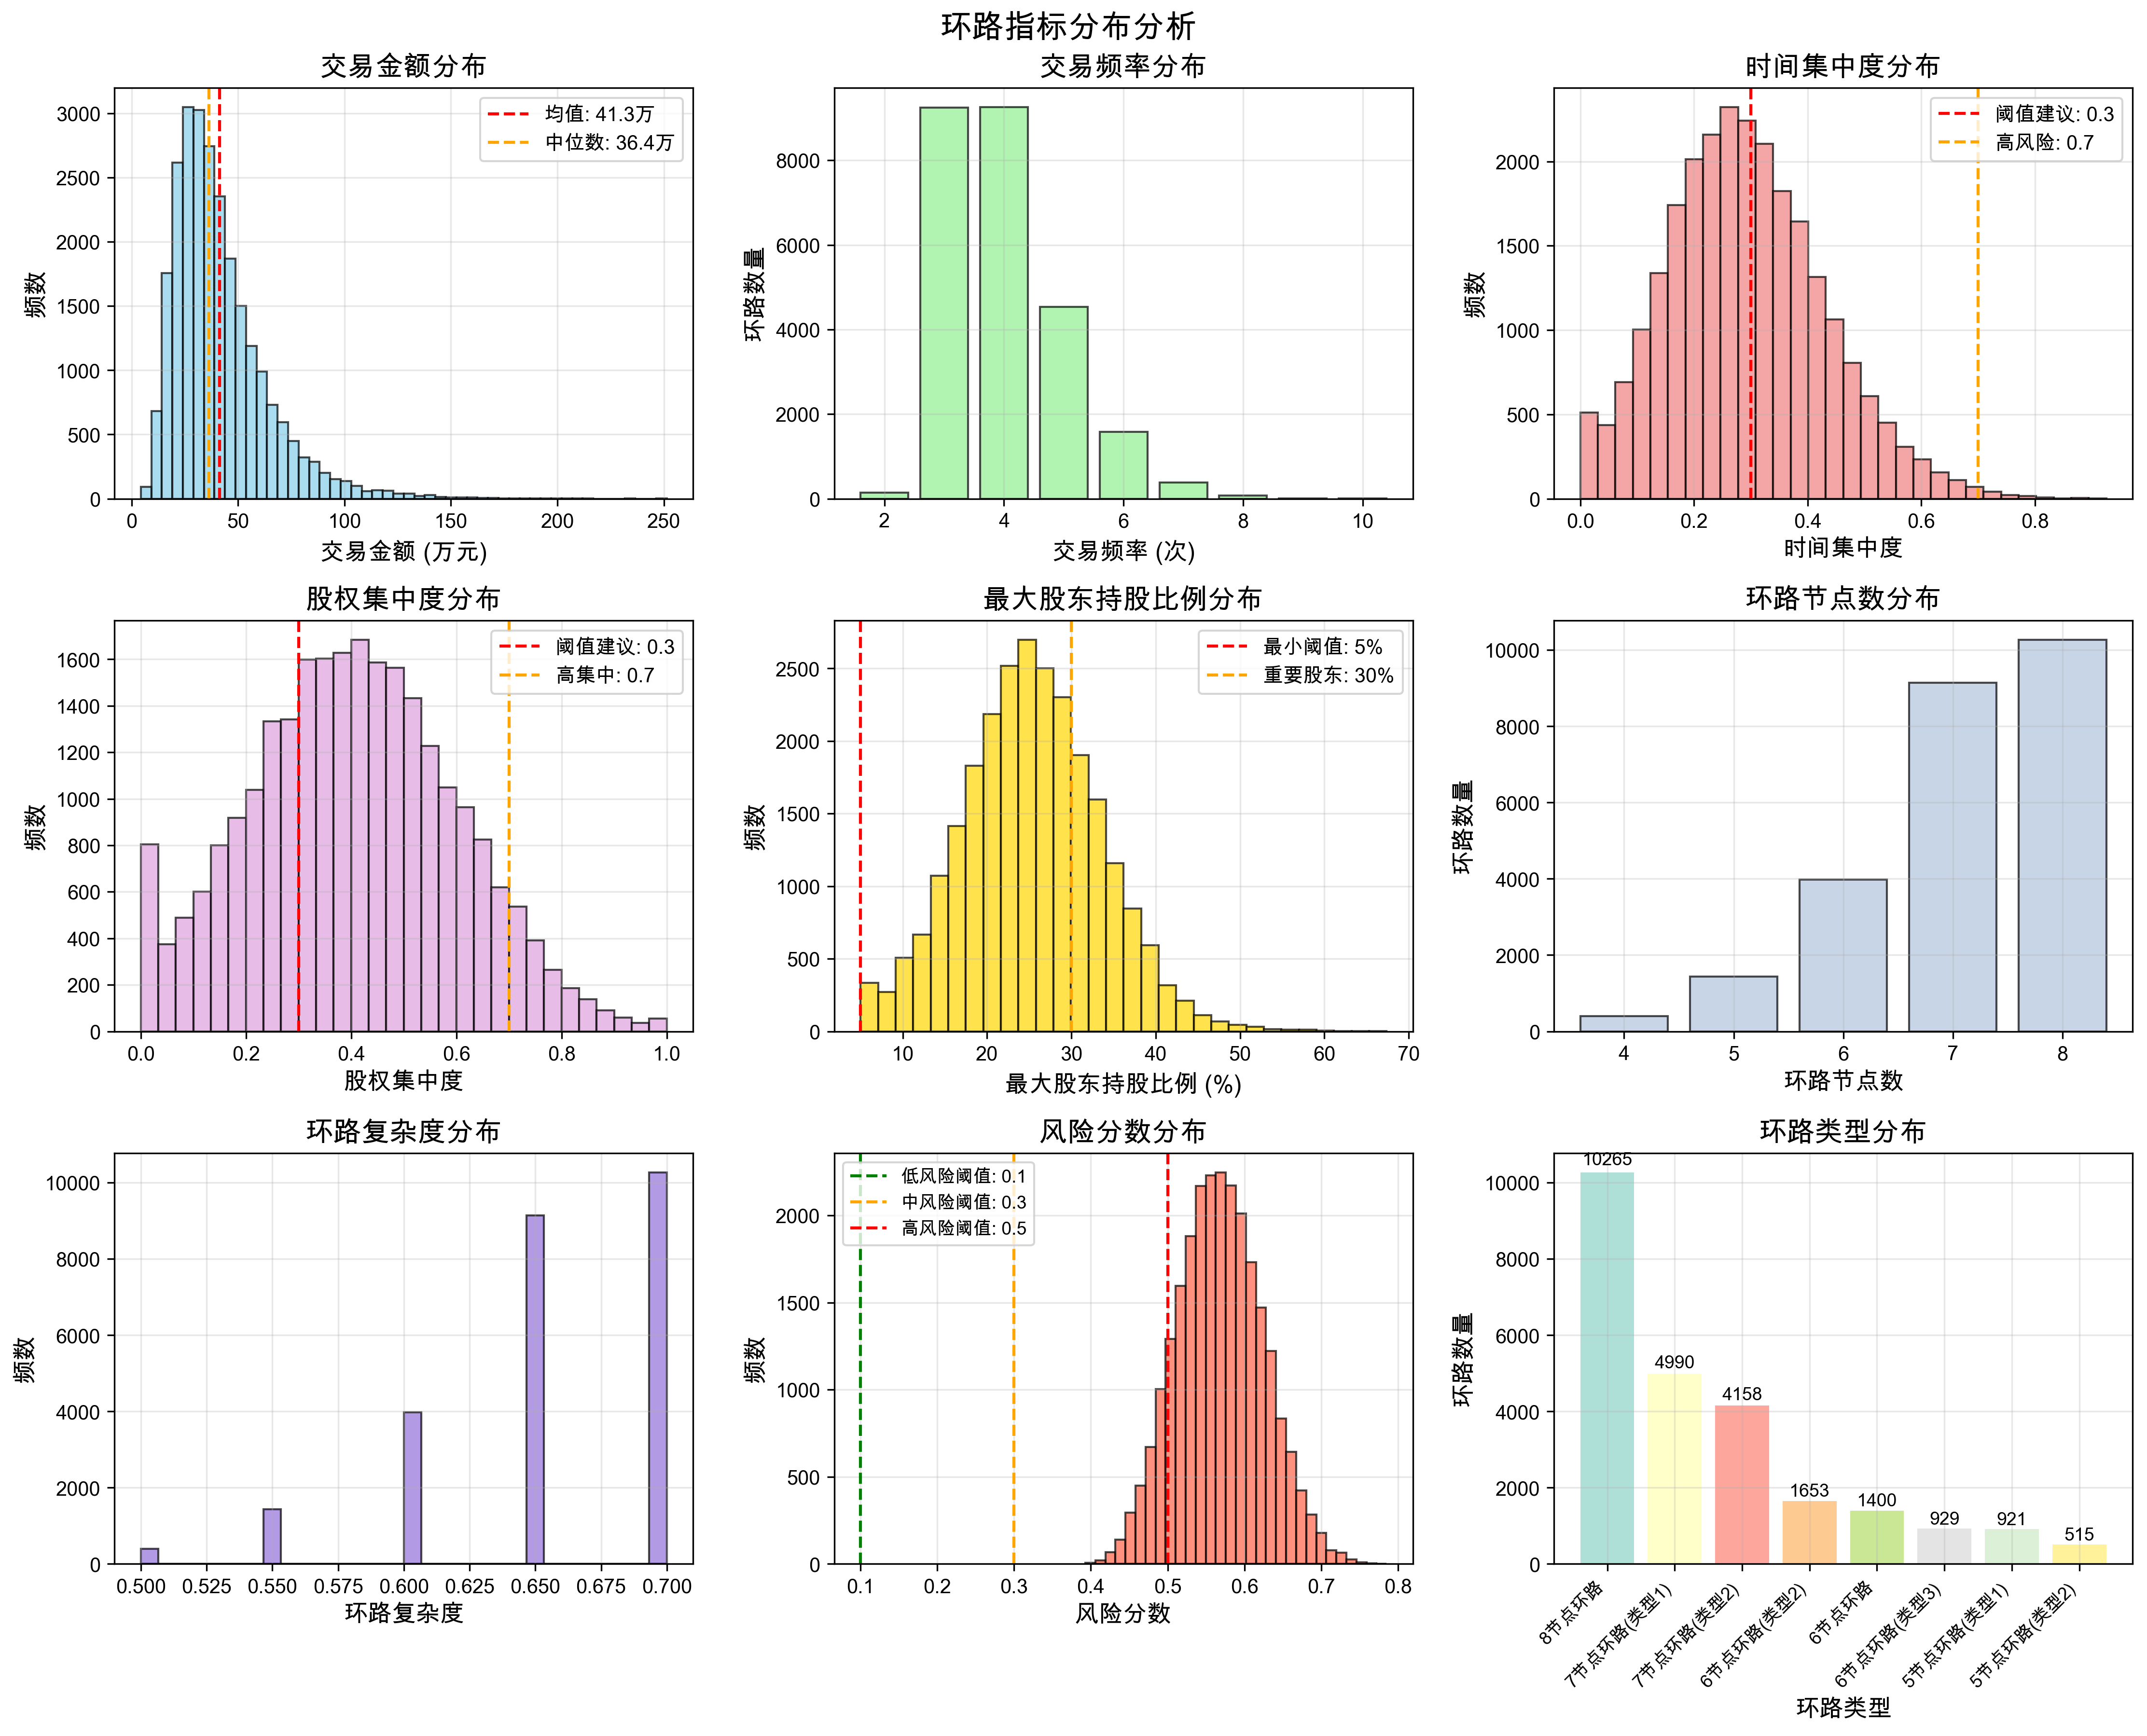 环路指标分布分析
交易金额分布
频数
3000
2500
2000
1500
1000
500
0
均值: 41.3万
中位数: 36.4万
0 50 100 150 200 250
交易金额 (万元)
交易频率分布
环路数量
8000
6000
4000
2000
0
2 4 6 8 10
交易频率 (次)
时间集中度分布
频数
2000
1500
1000
500
0
阈值建议: 0.3
高风险: 0.7
0.0 0.2 0.4 0.6 0.8
时间集中度
股权集中度分布
频数
1600
1400
1200
1000
800
600
400
200
0
阈值建议: 0.3
高集中: 0.7
0.0 0.2 0.4 0.6 0.8 1.0
股权集中度
最大股东持股比例分布
频数
2500
2000
1500
1000
500
0
最小阈值: 5%
重要股东: 30%
10 20 30 40 50 60 70
最大股东持股比例 (%)
环路节点数分布
环路数量
10000
8000
6000
4000
2000
0
4 5 6 7 8
环路节点数
环路复杂度分布
频数
10000
8000
6000
4000
2000
0
0.500 0.525 0.550 0.575 0.600 0.625 0.650 0.675 0.700
环路复杂度
风险分数分布
频数
2000
1500
1000
500
0
低风险阈值: 0.1
中风险阈值: 0.3
高风险阈值: 0.5
0.1 0.2 0.3 0.4 0.5 0.6 0.7 0.8
风险分数
环路类型分布
环路数量
10000
8000
6000
4000
2000
0
10265
4990
4158
1653
1400
929
921
515
8节点环路
7节点环路(类型1)
7节点环路(类型2)
6节点环路(类型2)
6节点环路
6节点环路(类型3)
5节点环路(类型1)
5节点环路(类型2)
环路类型